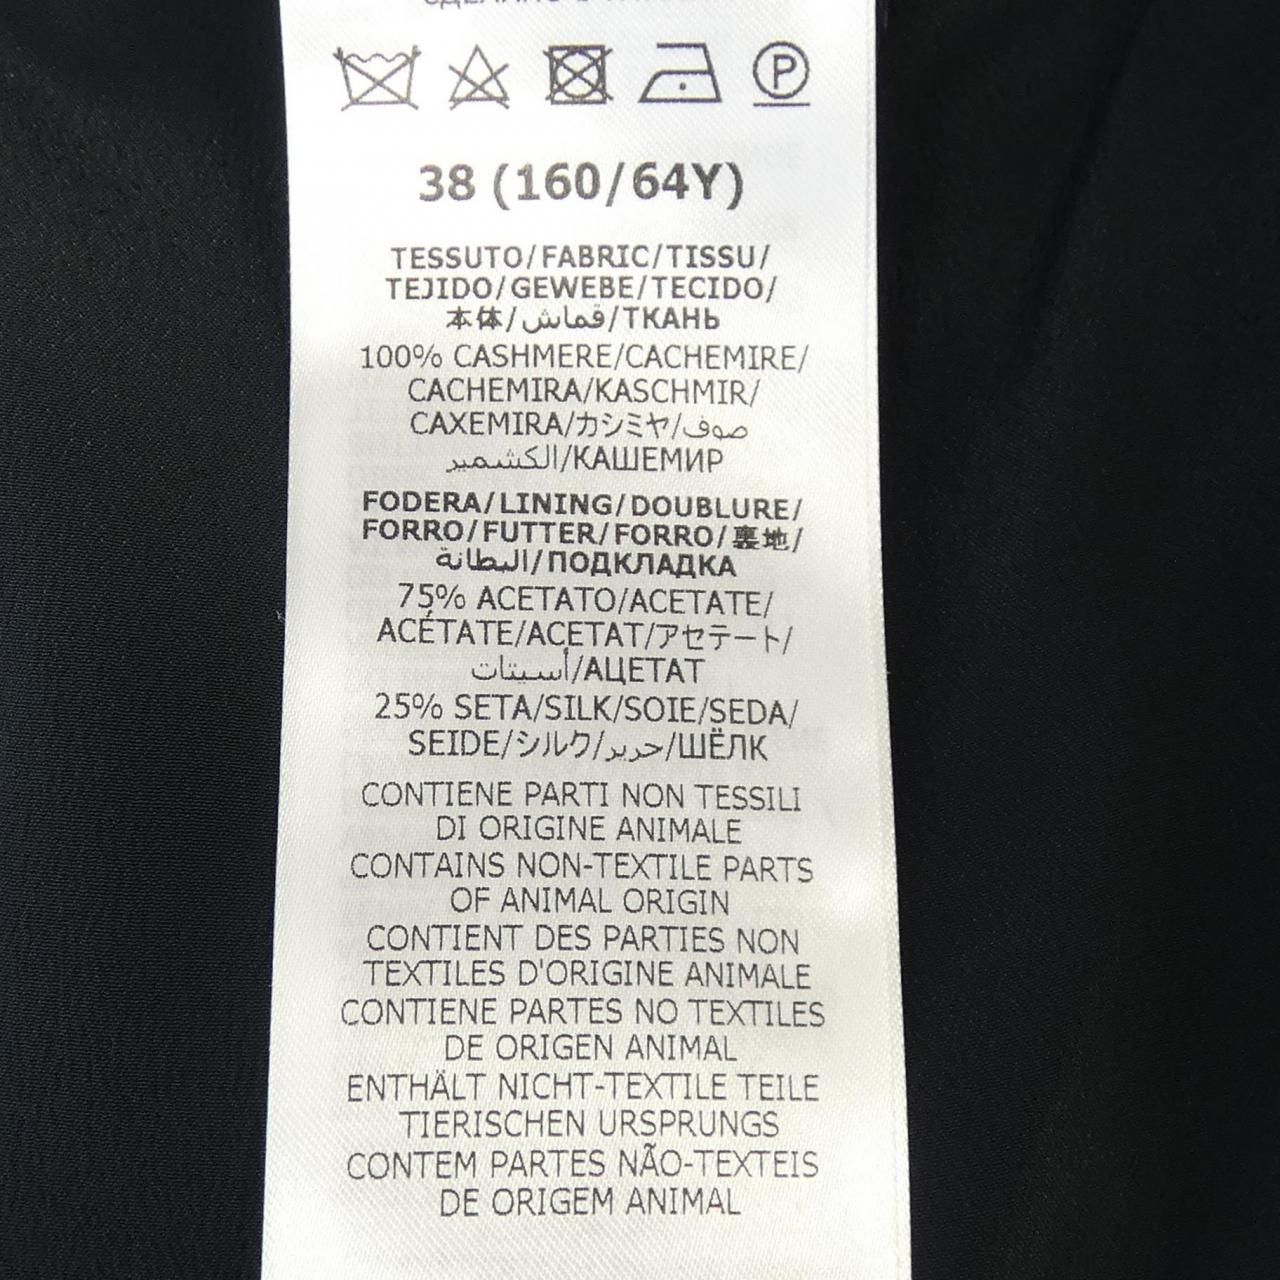 P
38 (160/64Y)
TESSUTO/FABRIC/TISSU/
TEJIDO/GEWEBE/TECIDO/
本体/قماش/ТКАНЬ
100% CASHMERE/CACHEMIRE/
CACHEMIRA/KASCHMIR/
CAXEMIRA/カシミヤ/صوف
الكشمير/КАШЕМИР
FODERA/LINING/DOUBLURE/
FORRO/FUTTER/FORRO/裏地/
البطانة/ПОДКЛАДКА
75% ACETATO/ACETATE/
ACÉTATE/ACETAT/アセテート/
أسيتات/АЦЕТАТ
25% SETA/SILK/SOIE/SEDA/
SEIDE/シルク/حرير/ШЁЛК
CONTIENE PARTI NON TESSILI
DI ORIGINE ANIMALE
CONTAINS NON-TEXTILE PARTS
OF ANIMAL ORIGIN
CONTIENT DES PARTIES NON
TEXTILES D'ORIGINE ANIMALE
CONTIENE PARTES NO TEXTILES
DE ORIGEN ANIMAL
ENTHÄLT NICHT-TEXTILE TEILE
TIERISCHEN URSPRUNGS
CONTEM PARTES NÃO-TEXTEIS
DE ORIGEM ANIMAL